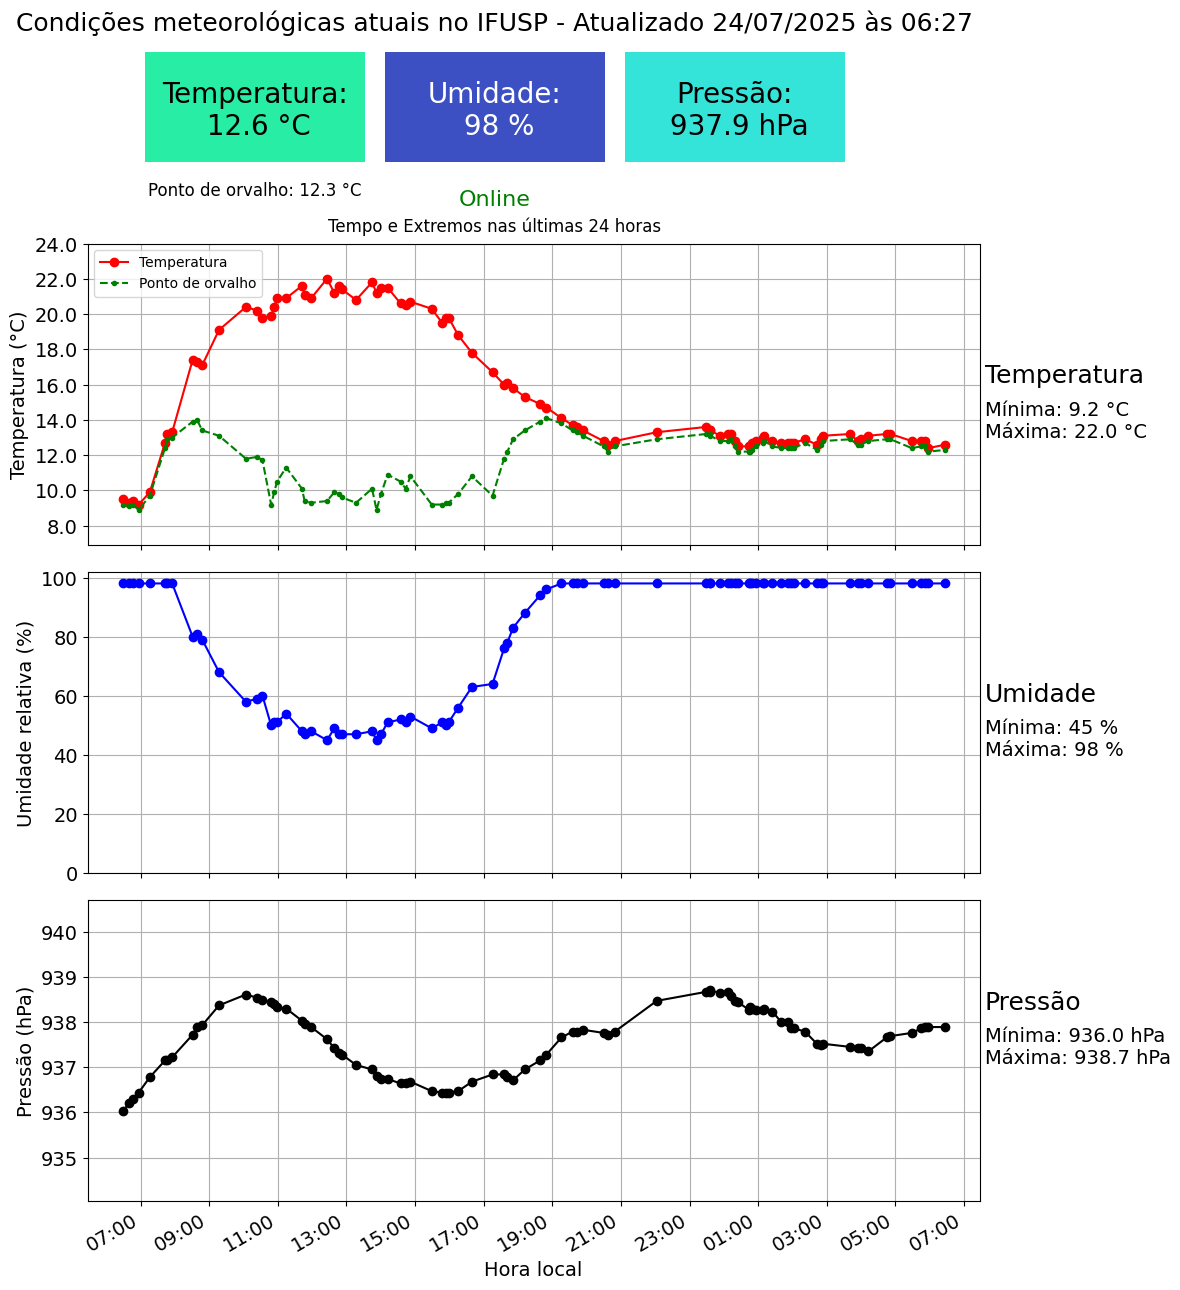 Condições meteorológicas atuais no IFUSP - Atualizado 24/07/2025 às 06:27
Temperatura:
12.6 °C
Umidade:
98 %
Pressão:
937.9 hPa
Ponto de orvalho: 12.3 °C
Online
Tempo e Extremos nas últimas 24 horas
Temperatura (°C)
24.0
22.0
20.0
18.0
16.0
14.0
12.0
10.0
8.0
Temperatura
Ponto de orvalho
Temperatura
Mínima: 9.2 °C
Máxima: 22.0 °C
Umidade relativa (%)
100
80
60
40
20
0
Umidade
Mínima: 45 %
Máxima: 98 %
Pressão (hPa)
940
939
938
937
936
935
Pressão
Mínima: 936.0 hPa
Máxima: 938.7 hPa
07:00
09:00
11:00
13:00
15:00
17:00
19:00
21:00
23:00
01:00
03:00
05:00
07:00
Hora local